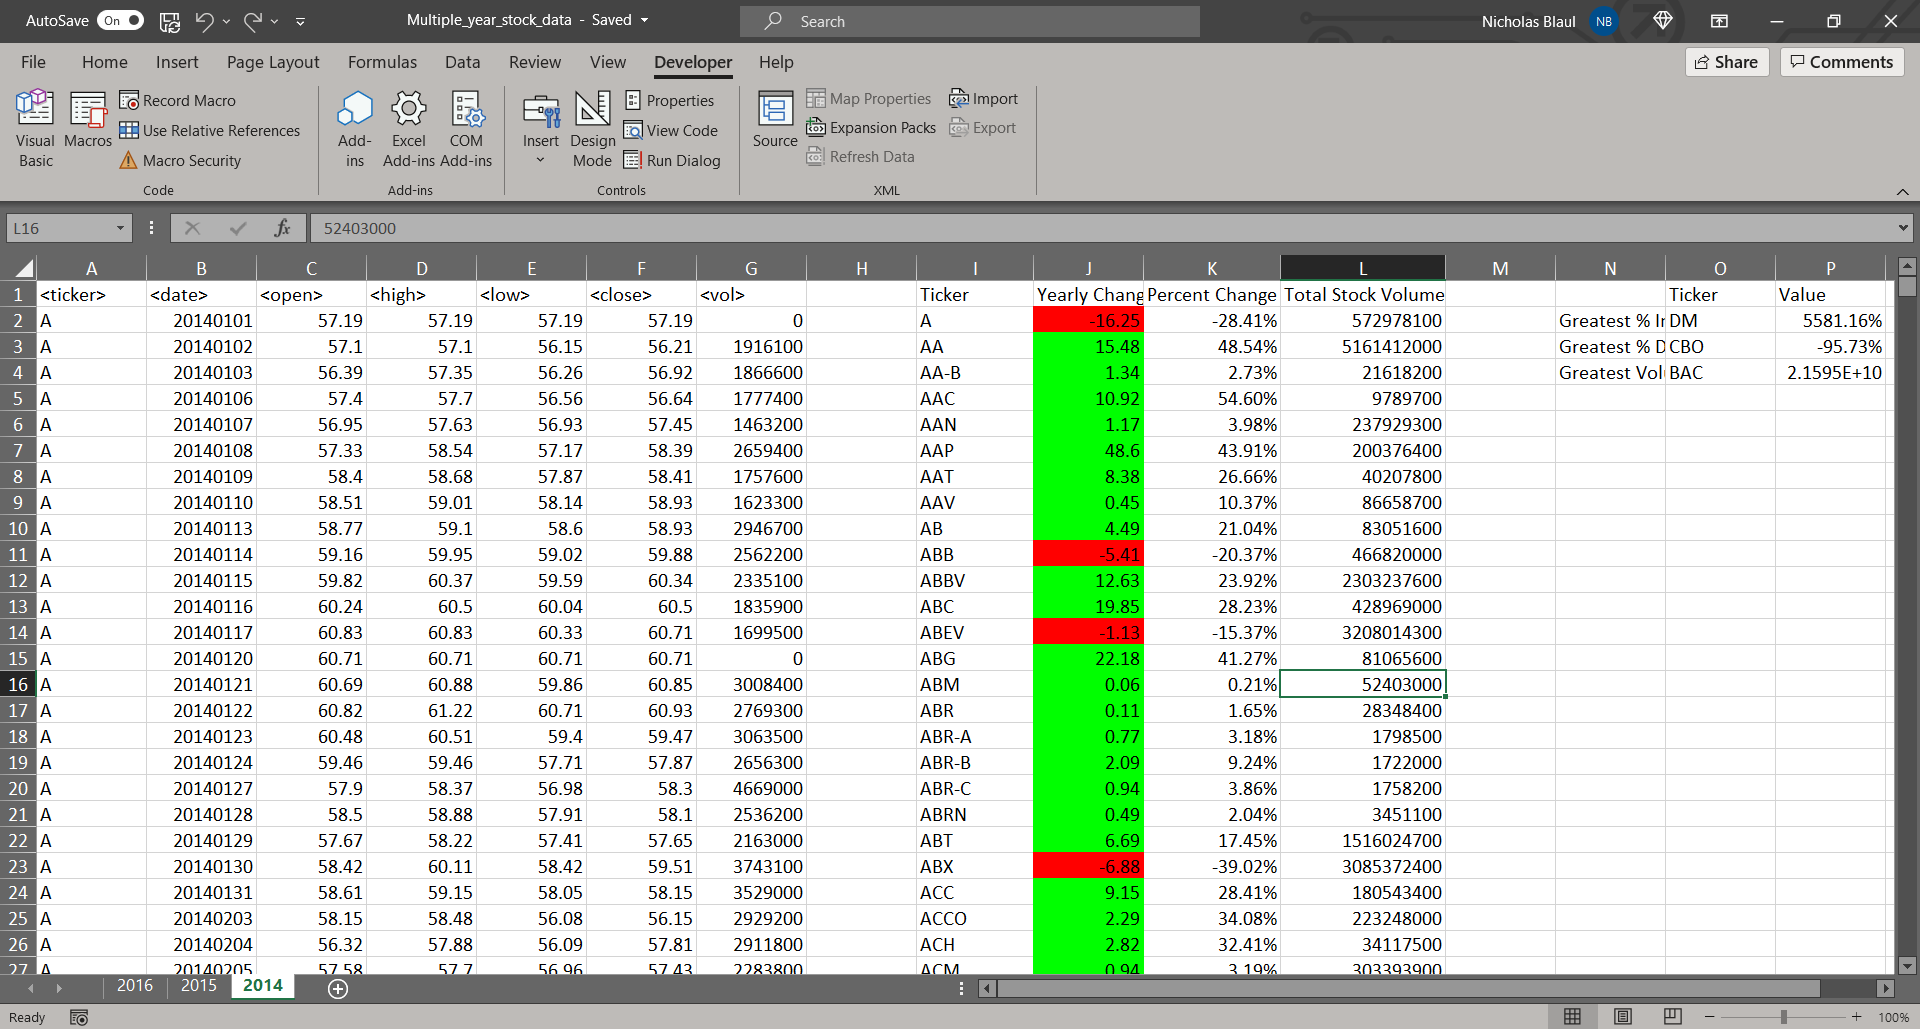 AutoSave On Multiple_year_stock_data - Saved Search Nicholas Blaul NB
File Home Insert Page Layout Formulas Data Review View Developer Help Share Comments
Visual Basic Macros Record Macro Use Relative References Macro Security
Add-ins Excel Add-ins COM Add-ins
Insert Design Mode Properties View Code Run Dialog
Source Map Properties Expansion Packs Refresh Data Import Export
Code Add-ins Controls XML
L16 fx 52403000
A B C D E F G H I J K L M N O P
1 <ticker> <date> <open> <high> <low> <close> <vol> Ticker Yearly Chang Percent Change Total Stock Volume Ticker Value
2 A 20140101 57.19 57.19 57.19 57.19 0 A -16.25 -28.41% 572978100 Greatest % Ir DM 5581.16%
3 A 20140102 57.1 57.1 56.15 56.21 1916100 AA 15.48 48.54% 5161412000 Greatest % D CBO -95.73%
4 A 20140103 56.39 57.35 56.26 56.92 1866600 AA-B 1.34 2.73% 21618200 Greatest Vol BAC 2.1595E+10
5 A 20140106 57.4 57.7 56.56 56.64 1777400 AAC 10.92 54.60% 9789700
6 A 20140107 56.95 57.63 56.93 57.45 1463200 AAN 1.17 3.98% 237929300
7 A 20140108 57.33 58.54 57.17 58.39 2659400 AAP 48.6 43.91% 200376400
8 A 20140109 58.4 58.68 57.87 58.41 1757600 AAT 8.38 26.66% 40207800
9 A 20140110 58.51 59.01 58.14 58.93 1623300 AAV 0.45 10.37% 86658700
10 A 20140113 58.77 59.1 58.6 58.93 2946700 AB 4.49 21.04% 83051600
11 A 20140114 59.16 59.95 59.02 59.88 2562200 ABB -5.41 -20.37% 466820000
12 A 20140115 59.82 60.37 59.59 60.34 2335100 ABBV 12.63 23.92% 2303237600
13 A 20140116 60.24 60.5 60.04 60.5 1835900 ABC 19.85 28.23% 428969000
14 A 20140117 60.83 60.83 60.33 60.71 1699500 ABEV -1.13 -15.37% 3208014300
15 A 20140120 60.71 60.71 60.71 60.71 0 ABG 22.18 41.27% 81065600
16 A 20140121 60.69 60.88 59.86 60.85 3008400 ABM 0.06 0.21% 52403000
17 A 20140122 60.82 61.22 60.71 60.93 2769300 ABR 0.11 1.65% 28348400
18 A 20140123 60.48 60.51 59.4 59.47 3063500 ABR-A 0.77 3.18% 1798500
19 A 20140124 59.46 59.46 57.71 57.87 2656300 ABR-B 2.09 9.24% 1722000
20 A 20140127 57.9 58.37 56.98 58.3 4669000 ABR-C 0.94 3.86% 1758200
21 A 20140128 58.5 58.88 57.91 58.1 2536200 ABRN 0.49 2.04% 3451100
22 A 20140129 57.67 58.22 57.41 57.65 2163000 ABT 6.69 17.45% 1516024700
23 A 20140130 58.42 60.11 58.42 59.51 3743100 ABX -6.88 -39.02% 3085372400
24 A 20140131 58.61 59.15 58.05 58.15 3529000 ACC 9.15 28.41% 180543400
25 A 20140203 58.15 58.48 56.08 56.15 2929200 ACCO 2.29 34.08% 223248000
26 A 20140204 56.32 57.88 56.09 57.81 2911800 ACH 2.82 32.41% 34117500
27 A 20140205 57.58 57.7 56.96 57.43 2283800 ACM 0.94 3.19% 303393900
2016 2015 2014
Ready 100%